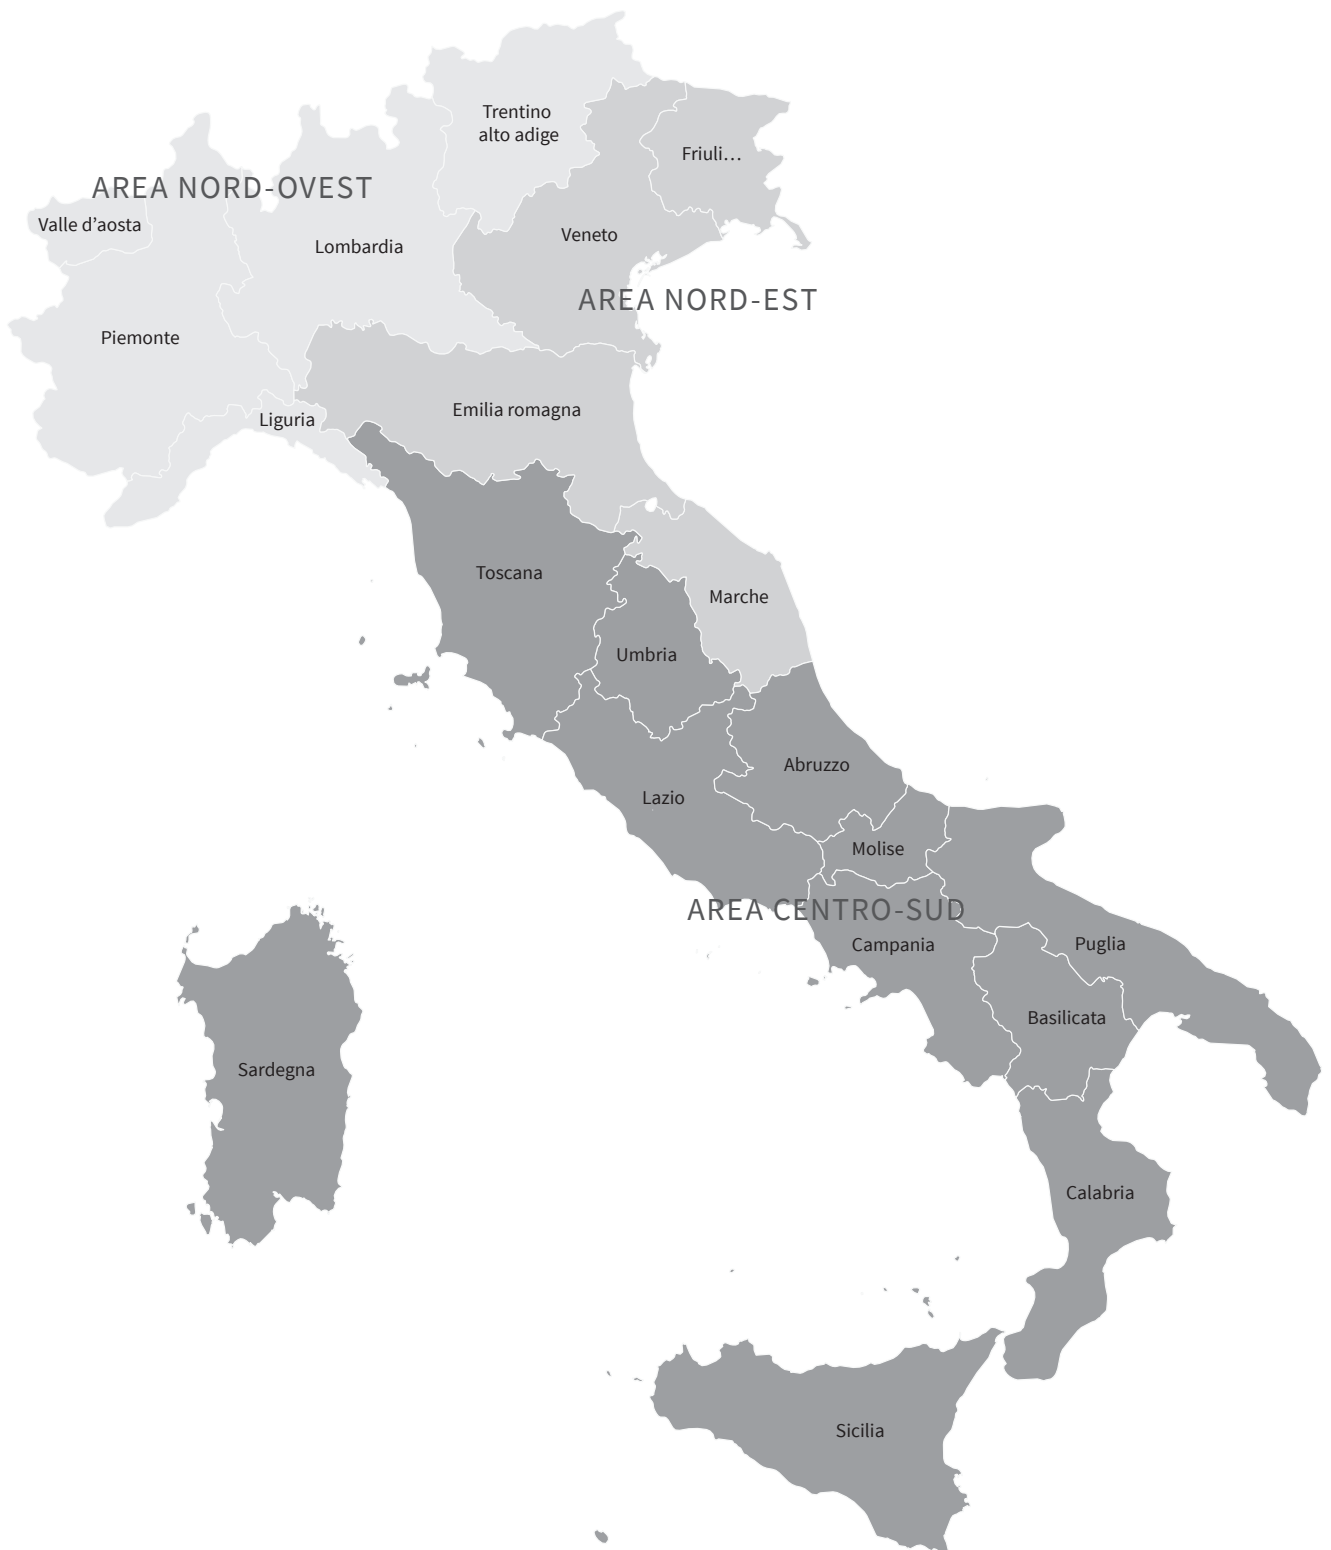 Trentino
alto adige
Friuli…
AREA NORD-OVEST
Valle d’aosta
Veneto
Lombardia
AREA NORD-EST
Piemonte
Emilia romagna
Liguria
Toscana
Marche
Umbria
Abruzzo
Lazio
Molise
AREA CENTRO-SUD
Campania
Puglia
Basilicata
Sardegna
Calabria
Sicilia